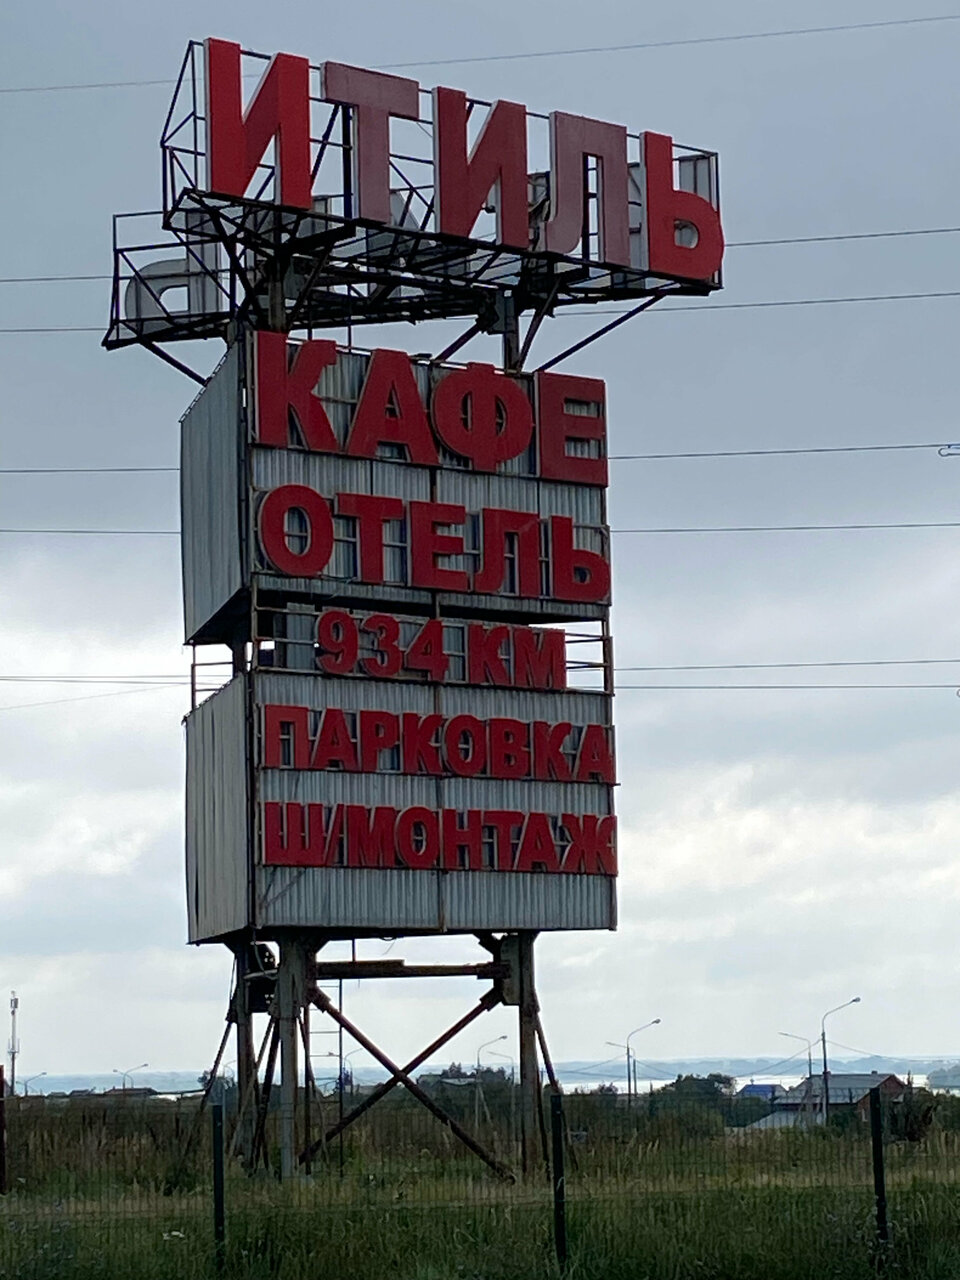 ИТИЛЬ
КАФЕ
ОТЕЛЬ
934 КМ
ПАРКОВКА
Ш/МОНТАЖ